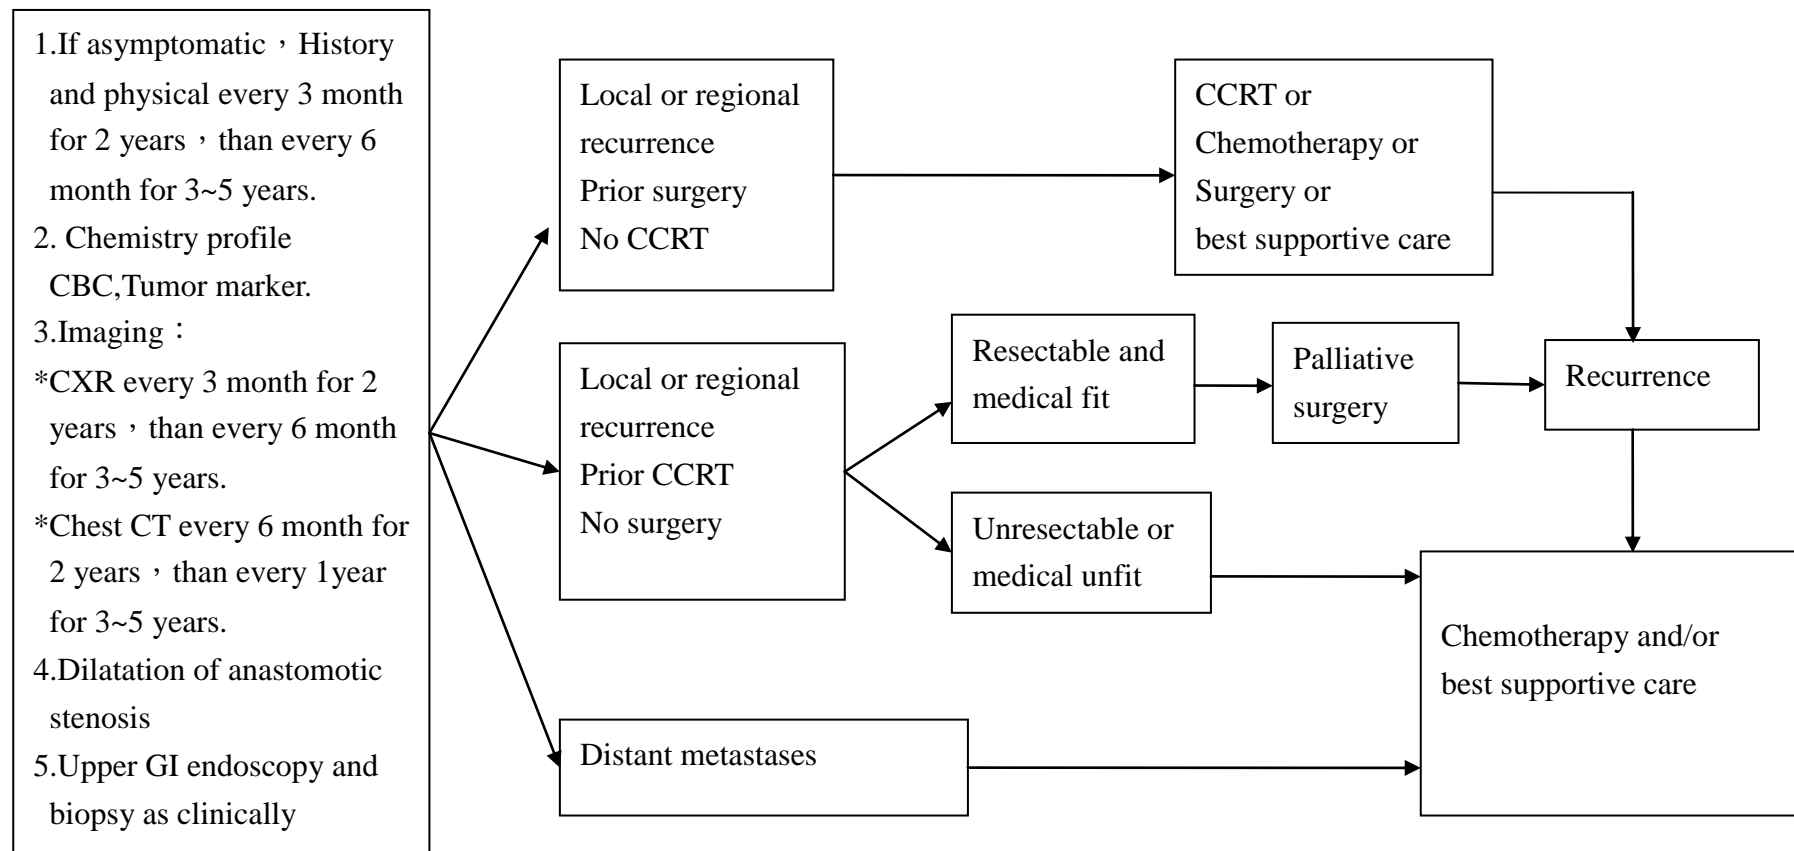 1.If asymptomatic，History
and physical every 3 month
for 2 years，than every 6
month for 3~5 years.
2. Chemistry profile
CBC,Tumor marker.
3.Imaging：
*CXR every 3 month for 2
years，than every 6 month
for 3~5 years.
*Chest CT every 6 month for
2 years，than every 1year
for 3~5 years.
4.Dilatation of anastomotic
stenosis
5.Upper GI endoscopy and
biopsy as clinically
Local or regional
recurrence
Prior surgery
No CCRT
CCRT or
Chemotherapy or
Surgery or
best supportive care
Local or regional
recurrence
Prior CCRT
No surgery
Resectable and
medical fit
Palliative
surgery
Recurrence
Unresectable or
medical unfit
Distant metastases
Chemotherapy and/or
best supportive care